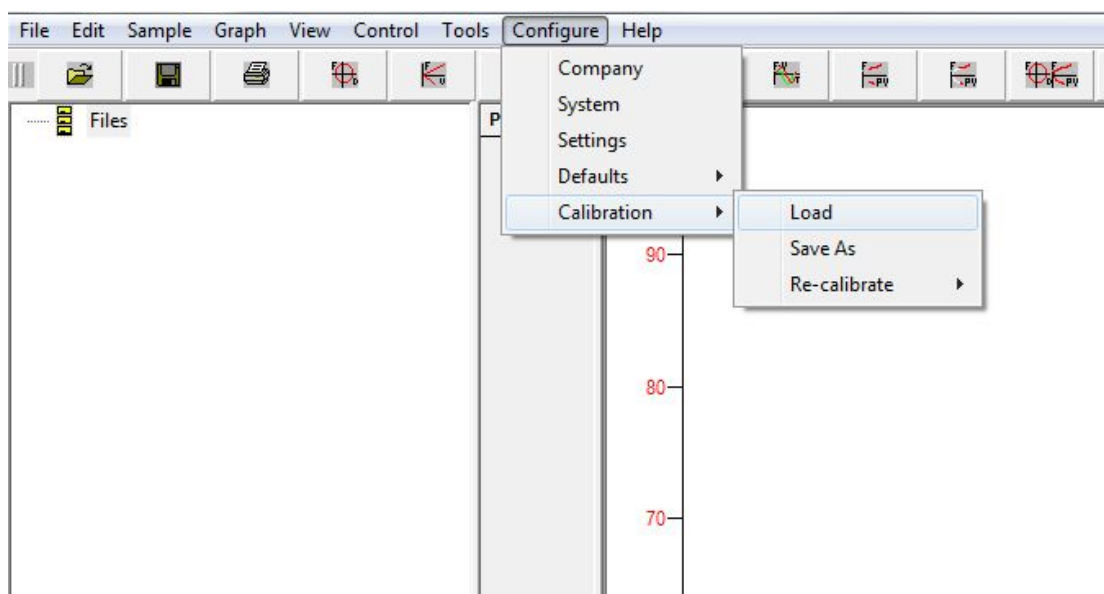 File Edit Sample Graph View Control Tools Configure Help
Company
System
Settings
Defaults
Calibration
Load
Save As
Re-calibrate
Files
P
90
80
70